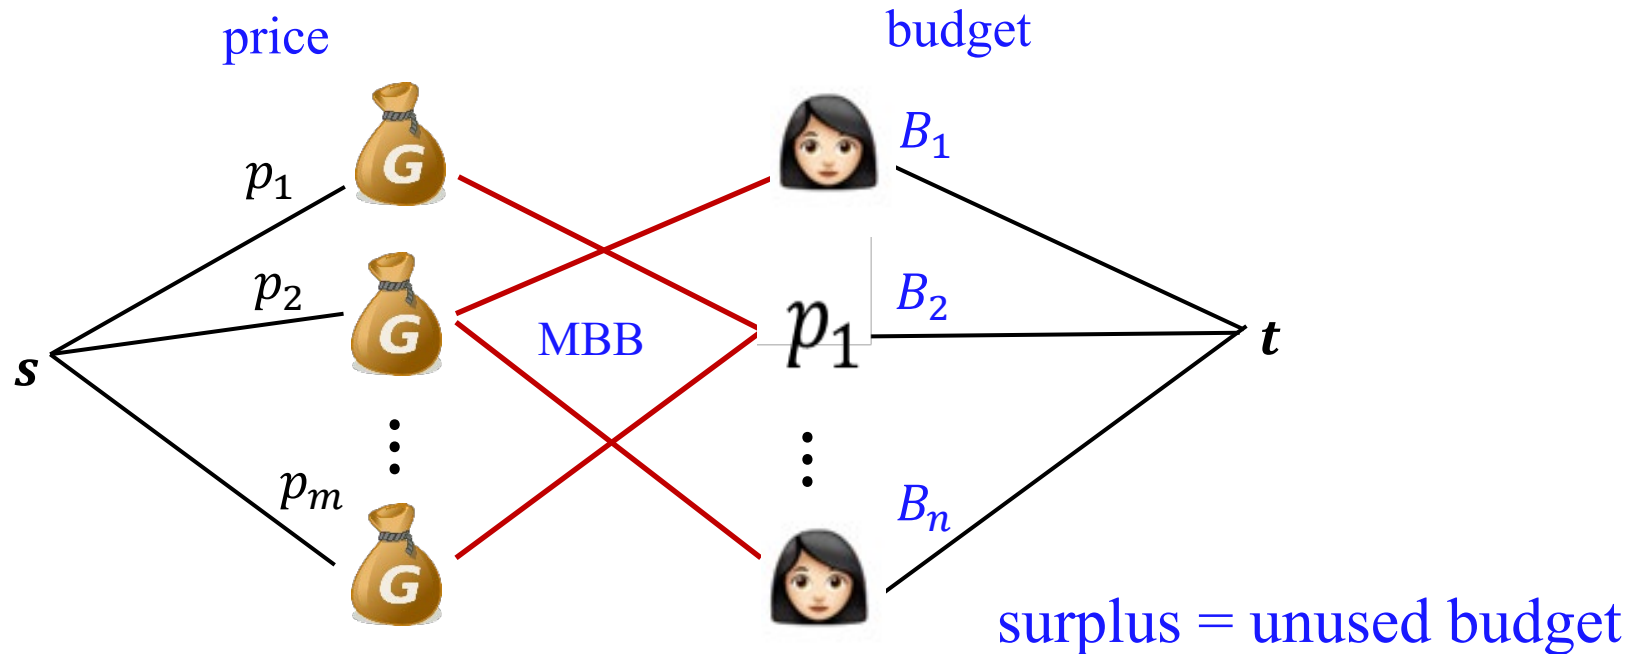 price
budget
G
B₁
p₁
p₂
G
B₂
MBB
p₁
s
t
pₘ
Bₙ
G
surplus = unused budget